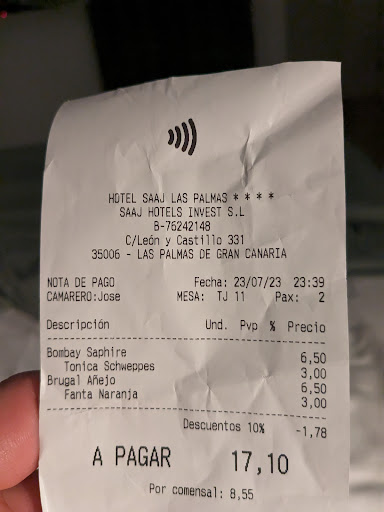 HOTEL SAAJ LAS PALMAS * * * *
SAAJ HOTELS INVEST S.L
B-76242148
C/León y Castillo 331
35006 - LAS PALMAS DE GRAN CANARIA
NOTA DE PAGO Fecha: 23/07/23 23:39
CAMARERO:Jose MESA: TJ 11 Pax: 2
Descripción Und. Pvp % Precio
Bombay Saphire 6,50
Tonica Schweppes 3,00
Brugal Añejo 6,50
Fanta Naranja 3,00
Descuentos 10% -1,78
A PAGAR 17,10
Por comensal: 8,55